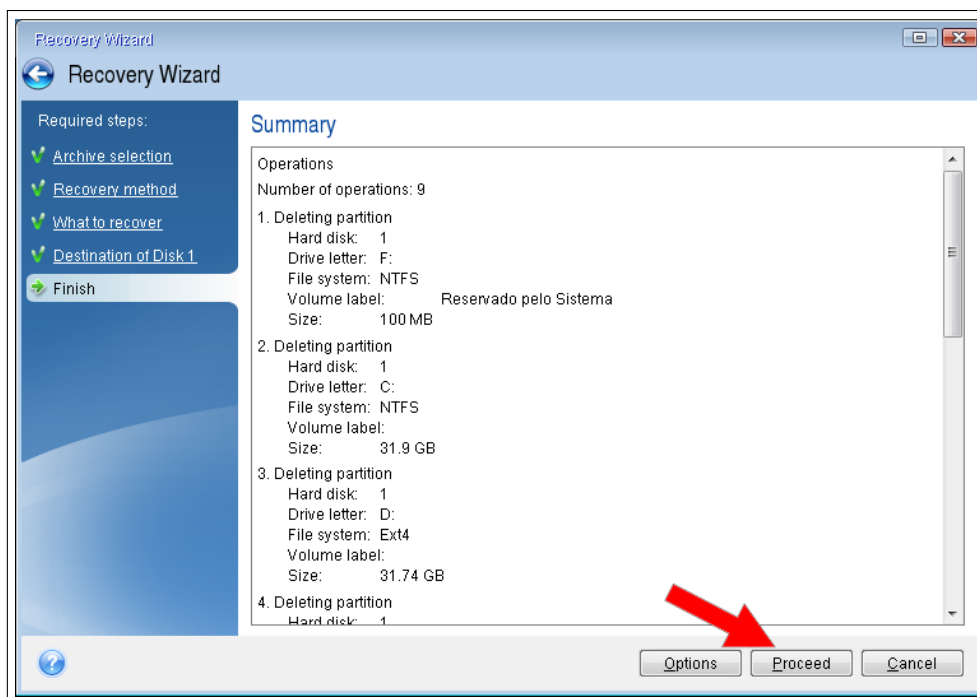 Recovery Wizard
Recovery Wizard
Required steps:
Archive selection
Recovery method
What to recover
Destination of Disk 1
Finish
Summary
Operations
Number of operations: 9
1. Deleting partition
Hard disk: 1
Drive letter: F:
File system: NTFS
Volume label: Reservado pelo Sistema
Size: 100 MB
2. Deleting partition
Hard disk: 1
Drive letter: C:
File system: NTFS
Volume label:
Size: 31.9 GB
3. Deleting partition
Hard disk: 1
Drive letter: D:
File system: Ext4
Volume label:
Size: 31.74 GB
4. Deleting partition
Hard disk: 1
Options Proceed Cancel